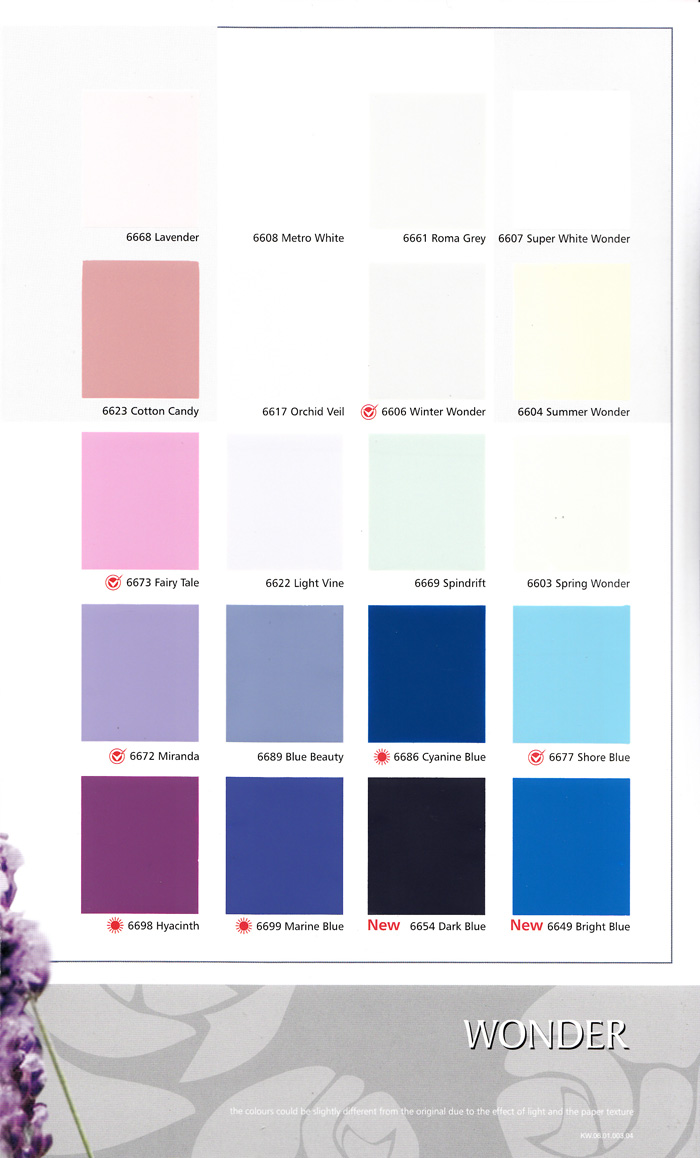 6668 Lavender
6608 Metro White
6661 Roma Grey
6607 Super White Wonder
6623 Cotton Candy
6617 Orchid Veil
6606 Winter Wonder
6604 Summer Wonder
6673 Fairy Tale
6622 Light Vine
6669 Spindrift
6603 Spring Wonder
6672 Miranda
6689 Blue Beauty
6686 Cyanine Blue
6677 Shore Blue
6698 Hyacinth
6699 Marine Blue
New 6654 Dark Blue
New 6649 Bright Blue
WONDER
the colours could be slightly different from the original due to the effect of light and the paper texture
KW.06.01.003.04